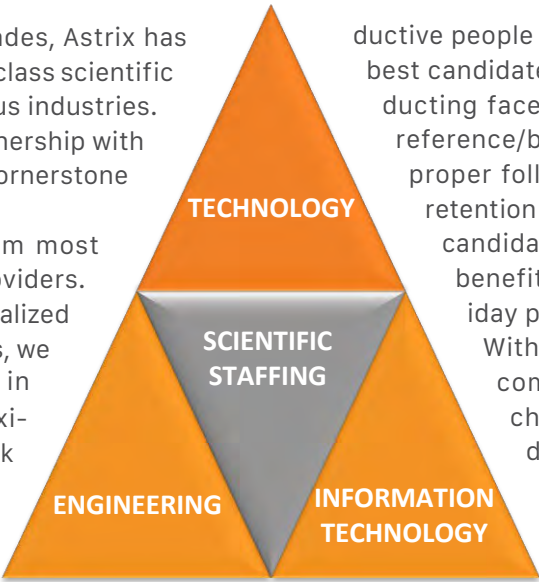 ades, Astrix has
class scientific
us industries.
nership with
ornerstone
m most
oviders.
alized
s, we
in
xi-
k
TECHNOLOGY
SCIENTIFIC
STAFFING
ENGINEERING
INFORMATION
TECHNOLOGY
ductive people
best candidate
ducting face
reference/b
proper foll
retention
candida
benefit
iday p
With
com
ch
d